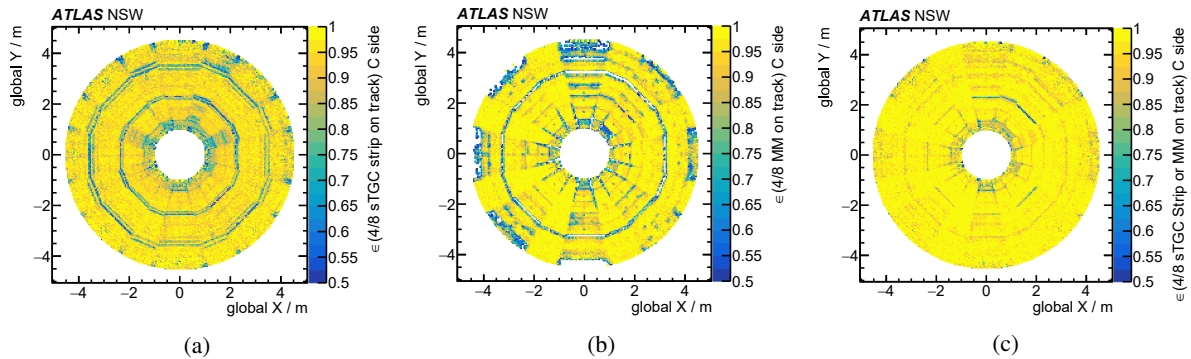 ATLAS NSW
global Y / m
4
2
0
−2
−4
−4 −2 0 2 4
global X / m
1
0.95
0.9
0.85
0.8
0.75
0.7
0.65
0.6
0.55
0.5
∈ (4/8 sTGC Strip on track) C side
(a)
ATLAS NSW
global Y / m
4
2
0
−2
−4
−4 −2 0 2 4
global X / m
1
0.95
0.9
0.85
0.8
0.75
0.7
0.65
0.6
0.55
0.5
∈ (4/8 MM on track) C side
(b)
ATLAS NSW
global Y / m
4
2
0
−2
−4
−4 −2 0 2 4
global X / m
1
0.95
0.9
0.85
0.8
0.75
0.7
0.65
0.6
0.55
0.5
∈ (4/8 sTGC Strip or MM on track) C side
(c)